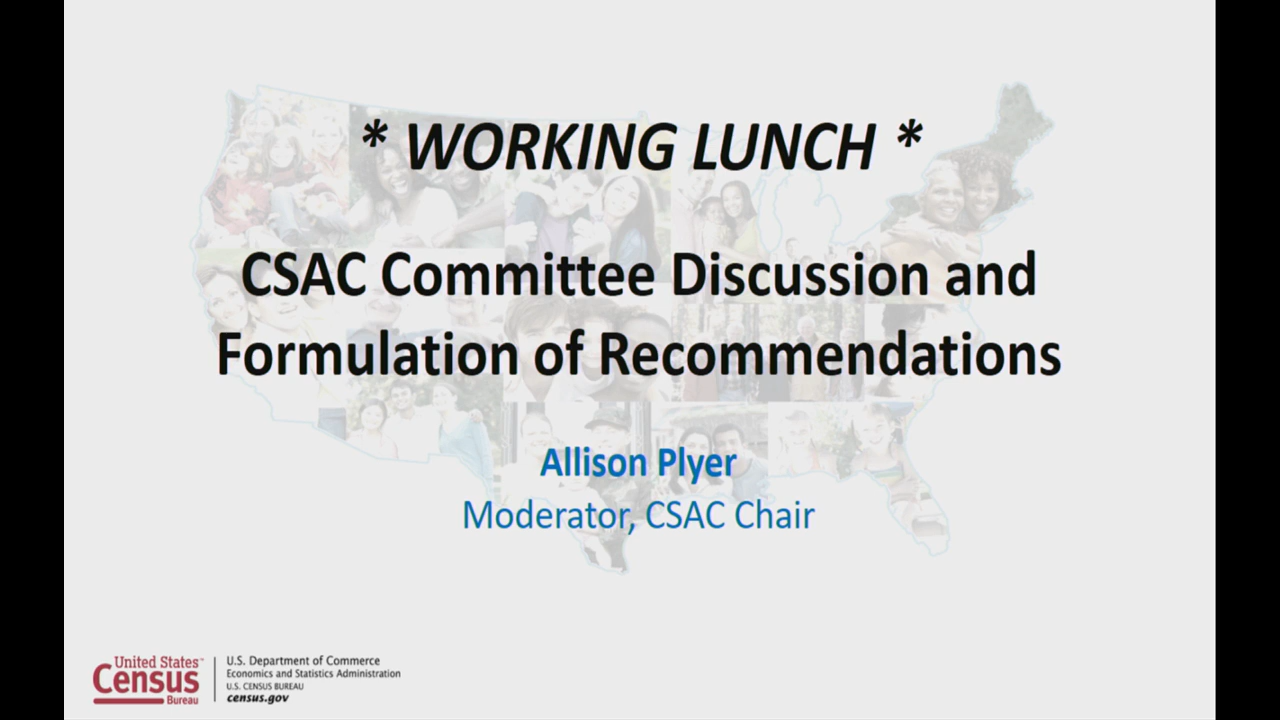 * WORKING LUNCH *
CSAC Committee Discussion and
Formulation of Recommendations
Allison Plyer
Moderator, CSAC Chair
United States™
Census
Bureau
U.S. Department of Commerce
Economics and Statistics Administration
U.S. CENSUS BUREAU
census.gov